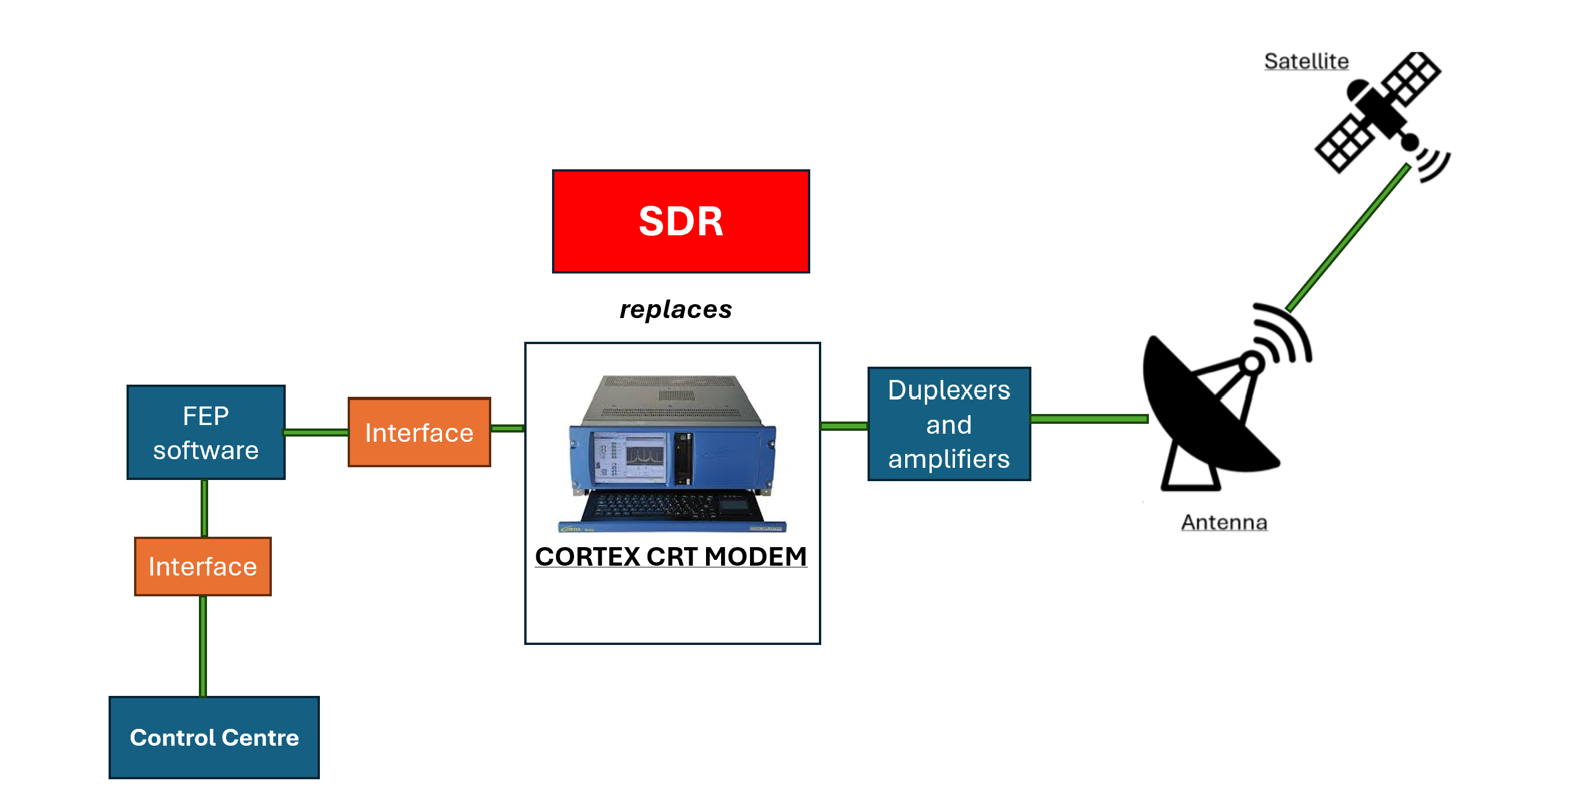 Satellite
SDR
replaces
FEP
software
Interface
CORTEX CRT MODEM
Duplexers
and
amplifiers
Antenna
Interface
Control Centre